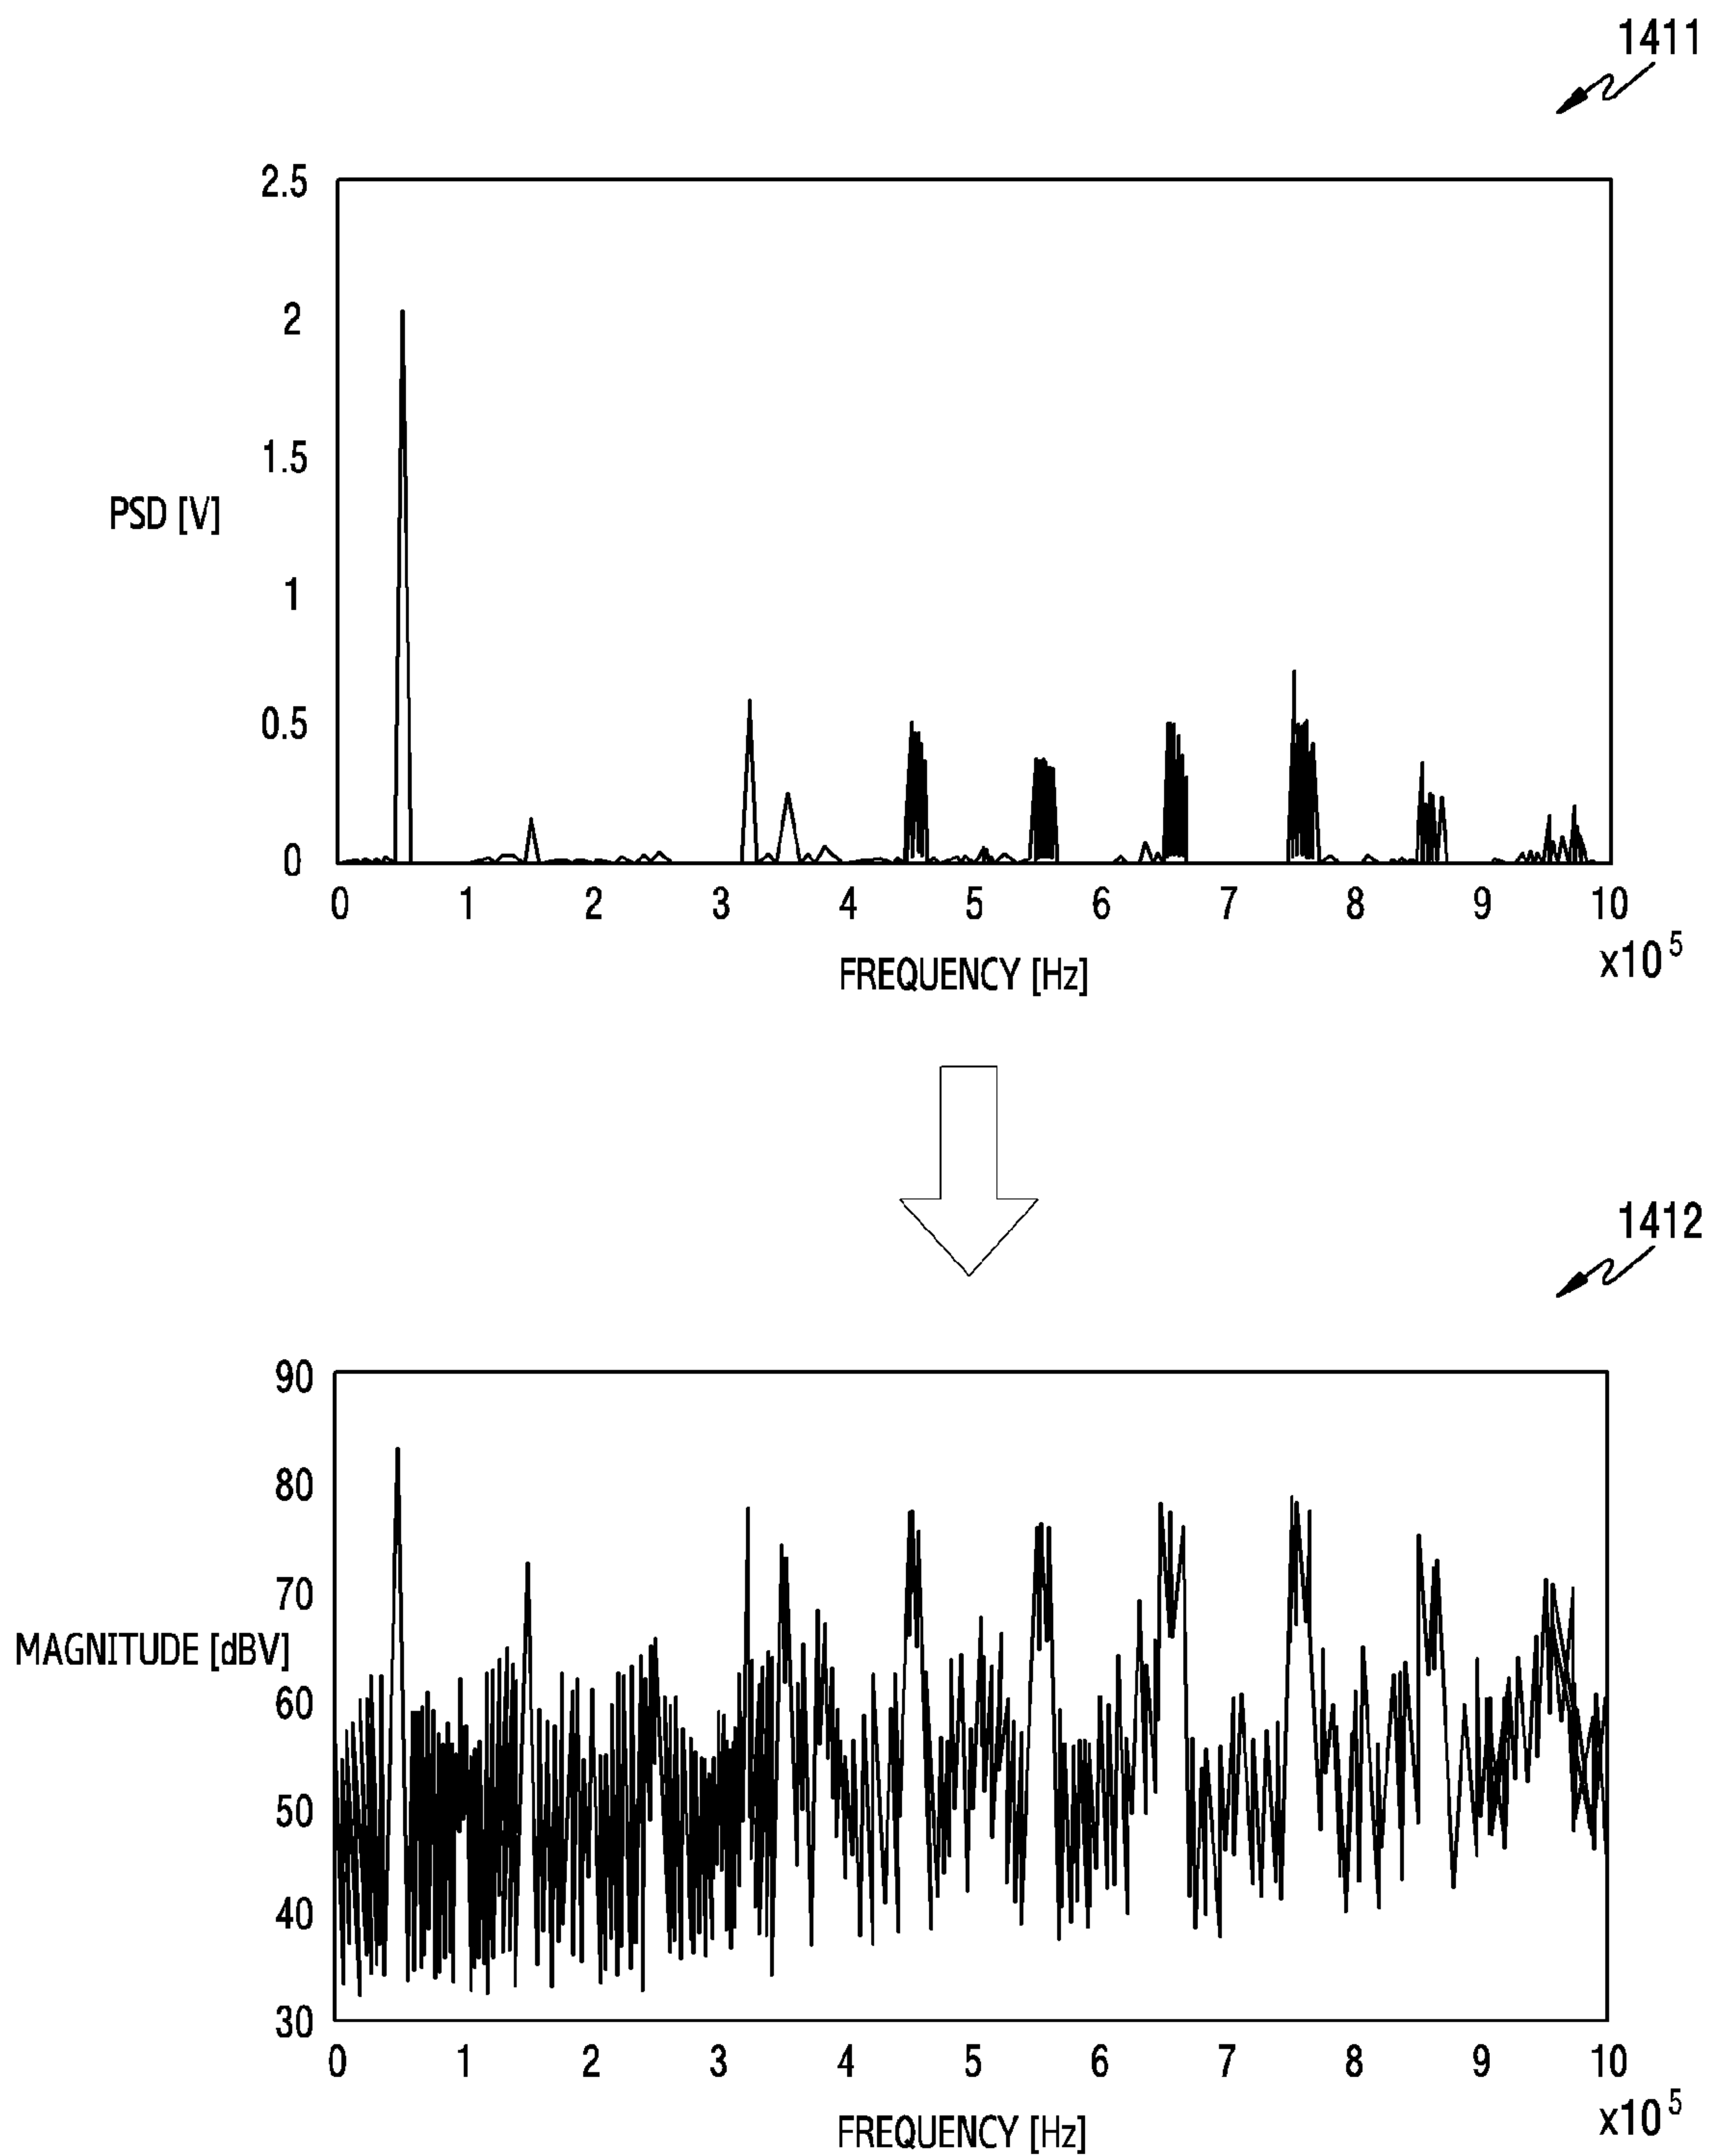 1411
2.5
2
1.5
PSD [V]
1
0.5
0
0 1 2 3 4 5 6 7 8 9 10
x10 5
FREQUENCY [Hz]
1412
90
80
70
MAGNITUDE [dBV]
60
50
40
30
0 1 2 3 4 5 6 7 8 9 10
x10 5
FREQUENCY [Hz]